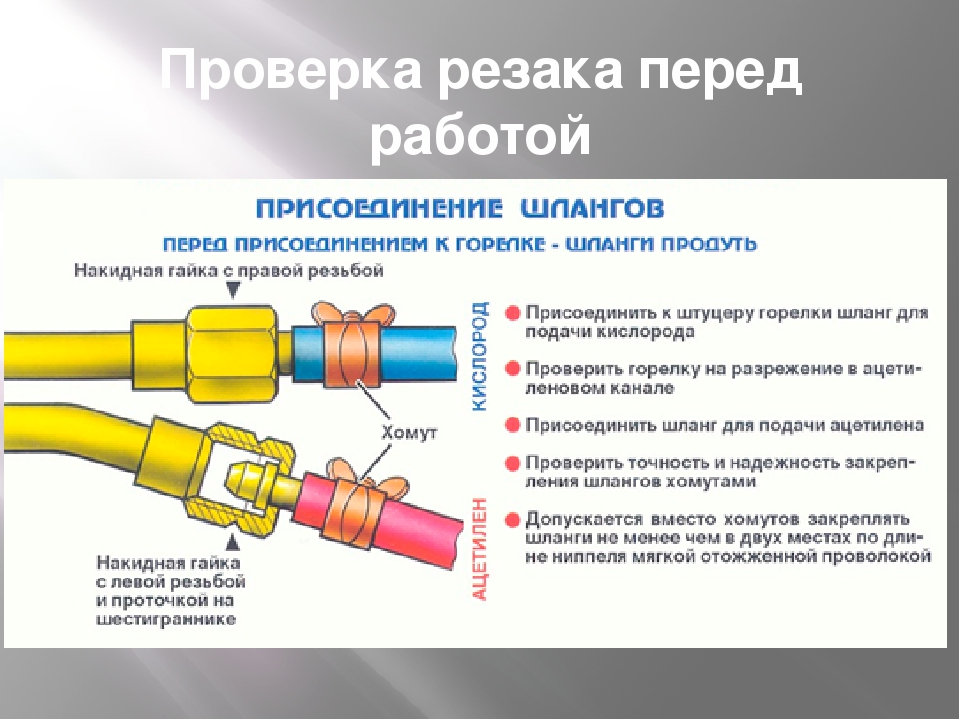 Проверка резака перед
работой
ПРИСОЕДИНЕНИЕ ШЛАНГОВ
ПЕРЕД ПРИСОЕДИНЕНИЕМ К ГОРЕЛКЕ - ШЛАНГИ ПРОДУТЬ
Накидная гайка с правой резьбой
Хомут
Накидная гайка
с левой резьбой
и проточкой на
шестиграннике
КИСЛОРОД
АЦЕТИЛЕН
Присоединить к штуцеру горелки шланг для
подачи кислорода
Проверить горелку на разрежение в ацети-
леновом канале
Присоединить шланг для подачи ацетилена
Проверить точность и надежность закреп-
ления шлангов хомутами
Допускается вместо хомутов закреплять
шланги не менее чем в двух местах по дли-
не ниппеля мягкой отожженной проволокой